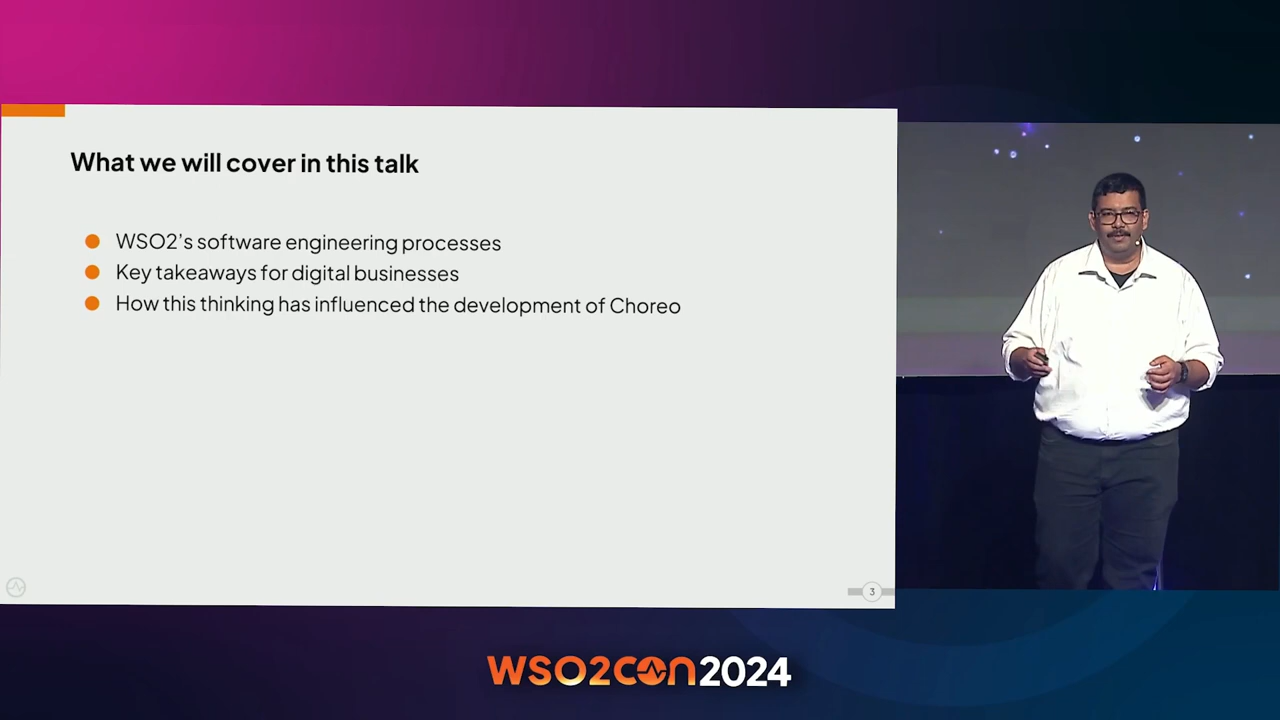 What we will cover in this talk
WSO2's software engineering processes
Key takeaways for digital businesses
How this thinking has influenced the development of Choreo
3
WSO2CON2024